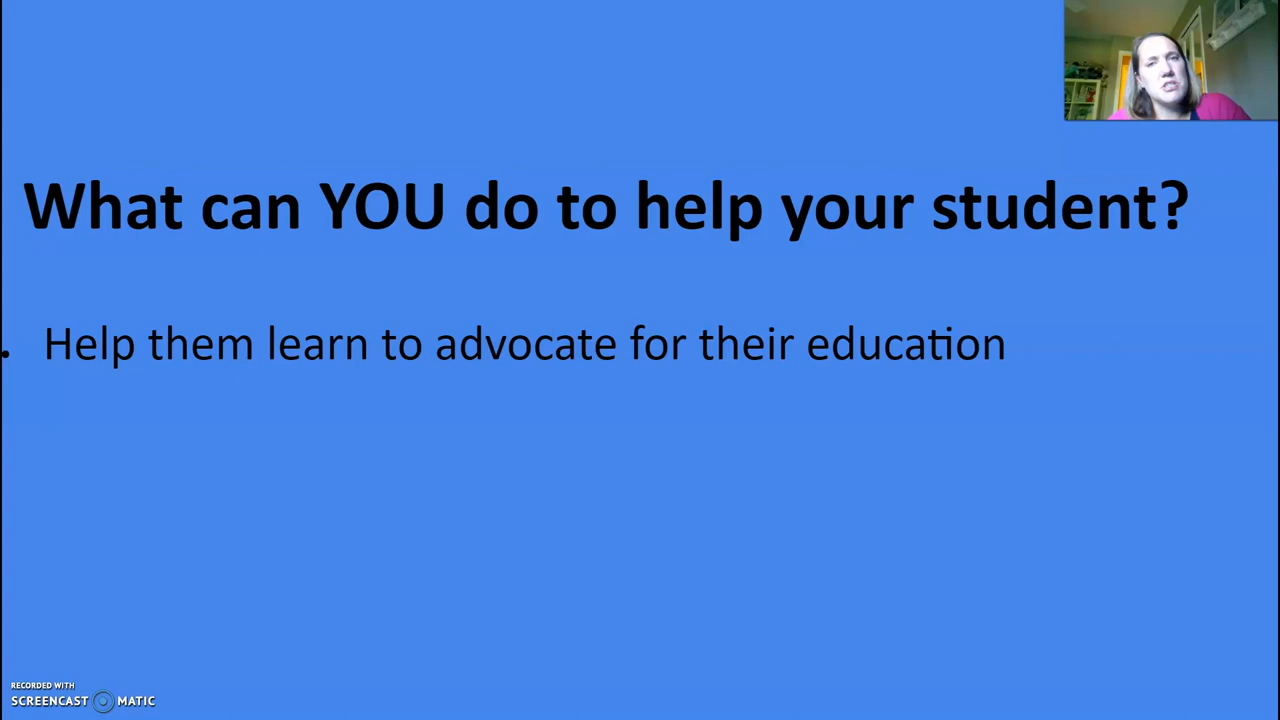 What can YOU do to help your student?
. Help them learn to advocate for their education
RECORDED WITH
SCREENCAST MATIC